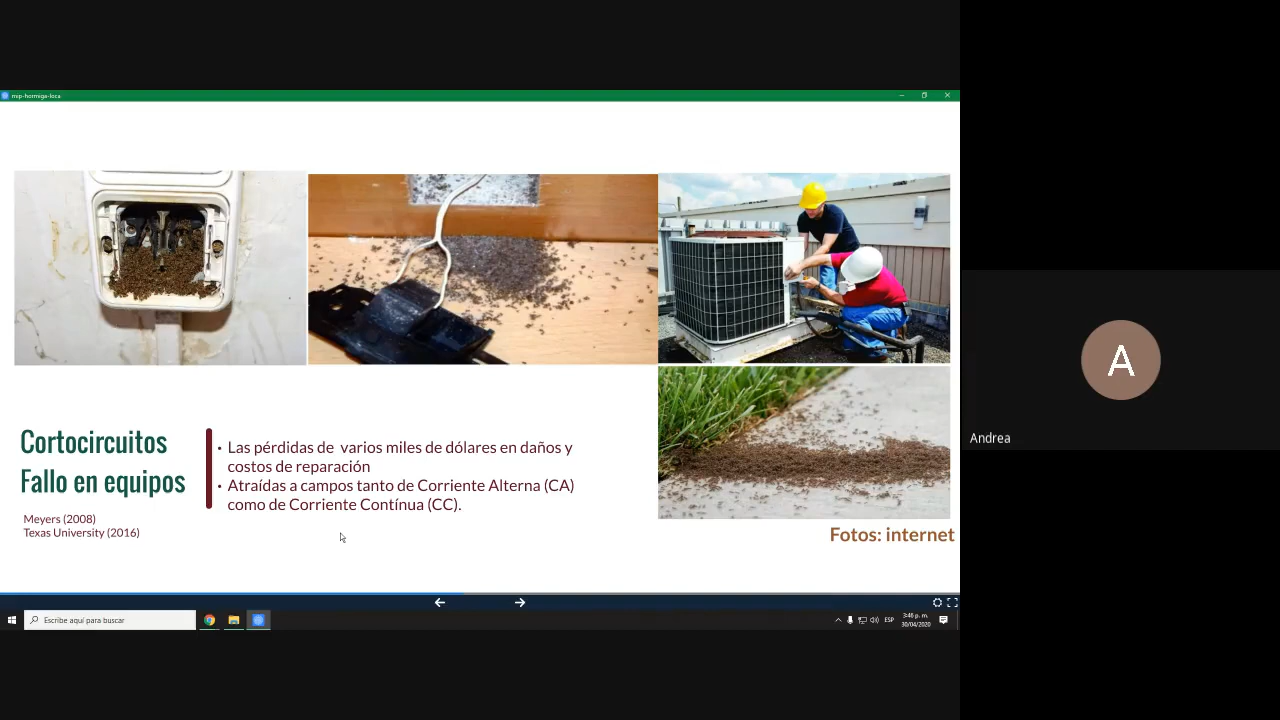 mip-hormiga-loca
Cortocircuitos
Fallo en equipos
Meyers (2008)
Texas University (2016)
• Las pérdidas de varios miles de dólares en daños y
costos de reparación
• Atraídas a campos tanto de Corriente Alterna (CA)
como de Corriente Contínua (CC).
Fotos: internet
A
Andrea
Escribe aquí para buscar
ESP
3:46 p. m.
30/04/2020